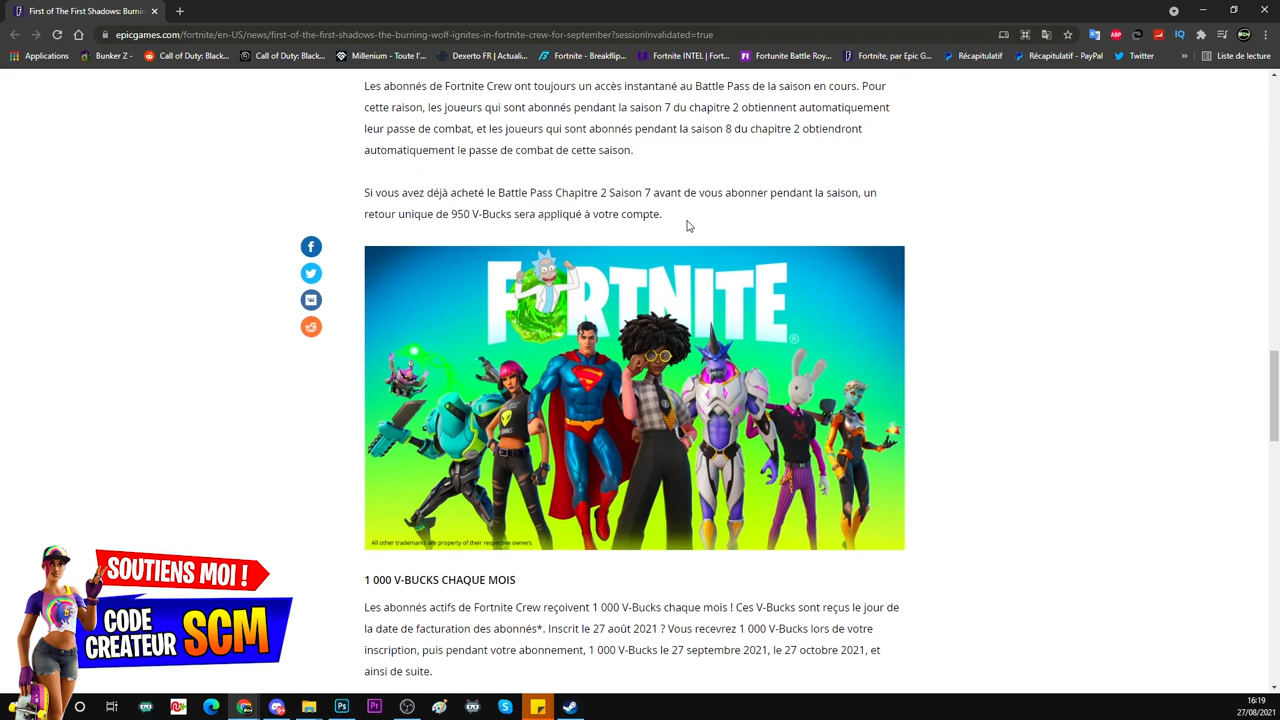 First of The First Shadows: Burnin
epicgames.com/fortnite/en-US/news/first-of-the-first-shadows-the-burning-wolf-ignites-in-fortnite-crew-for-september?sessionInvalidated=true
Applications
Bunker Z -
Call of Duty: Black...
Call of Duty: Black...
Millenium - Toute l'...
Dexerto FR | Actuali...
Fortnite - Breakflip...
Fortnite INTEL | Fort...
Fortunite Battle Roy...
Fortnite, par Epic G...
Récapitulatif
Récapitulatif - PayPal
Twitter
»
Liste de lecture
Les abonnés de Fortnite Crew ont toujours un accès instantané au Battle Pass de la saison en cours. Pour
cette raison, les joueurs qui sont abonnés pendant la saison 7 du chapitre 2 obtiennent automatiquement
leur passe de combat, et les joueurs qui sont abonnés pendant la saison 8 du chapitre 2 obtiendront
automatiquement le passe de combat de cette saison.
Si vous avez déjà acheté le Battle Pass Chapitre 2 Saison 7 avant de vous abonner pendant la saison, un
retour unique de 950 V-Bucks sera appliqué à votre compte.
FORTNITE
All other trademarks are property of their respective owners
1 000 V-BUCKS CHAQUE MOIS
Les abonnés actifs de Fortnite Crew reçoivent 1 000 V-Bucks chaque mois ! Ces V-Bucks sont reçus le jour de
la date de facturation des abonnés*. Inscrit le 27 août 2021 ? Vous recevrez 1 000 V-Bucks lors de votre
inscription, puis pendant votre abonnement, 1 000 V-Bucks le 27 septembre 2021, le 27 octobre 2021, et
ainsi de suite.
SOUTIENS MOI !
CODE
CREATEUR SCM
16:19
27/08/2021